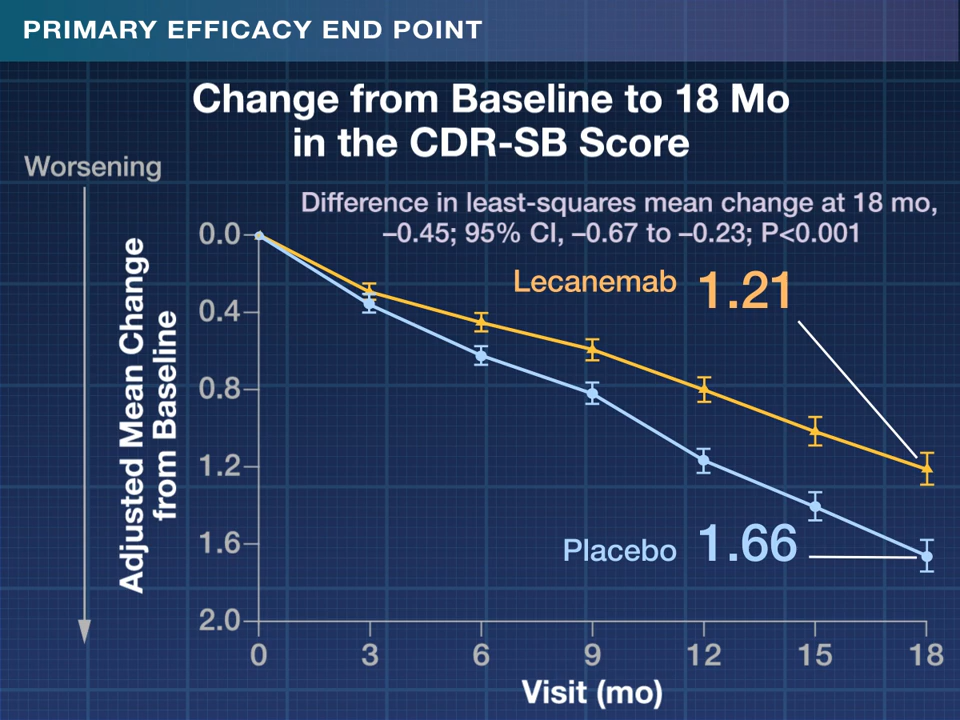 PRIMARY EFFICACY END POINT
Change from Baseline to 18 Mo
in the CDR-SB Score
Worsening
Difference in least-squares mean change at 18 mo,
–0.45; 95% CI, –0.67 to –0.23; P<0.001
Adjusted Mean Change
from Baseline
0.0
0.4
0.8
1.2
1.6
2.0
Lecanemab 1.21
Placebo 1.66
0 3 6 9 12 15 18
Visit (mo)